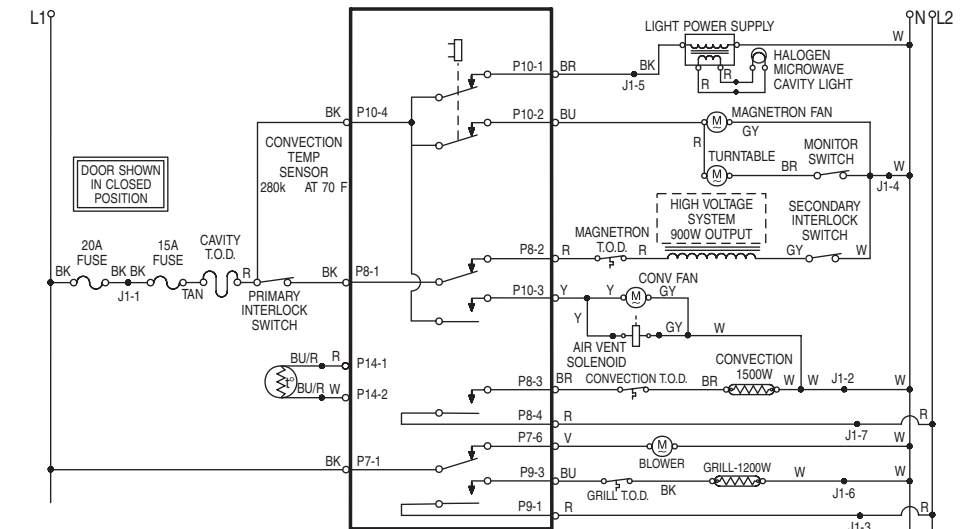 L1
N L2
LIGHT POWER SUPPLY
W
HALOGEN
MICROWAVE
CAVITY LIGHT
R
R
P10-1 BR
BK
J1-5
BK P10-4
P10-2 BU
MAGNETRON FAN
GY
R
TURNTABLE
BR
MONITOR
SWITCH
W
J1-4
CONVECTION
TEMP
SENSOR
280k AT 70 F
DOOR SHOWN
IN CLOSED
POSITION
HIGH VOLTAGE
SYSTEM
900W OUTPUT
SECONDARY
INTERLOCK
SWITCH
MAGNETRON
T.O.D.
P8-2 R
R
GY
W
20A
FUSE
15A
FUSE
CAVITY
T.O.D.
BK
BK BK
J1-1
TAN
R
BK P8-1
PRIMARY
INTERLOCK
SWITCH
CONV FAN
P10-3 Y
Y
M
GY
Y
GY
W
AIR VENT
SOLENOID
BU/R R P14-1
t°
BU/R W P14-2
CONVECTION
1500W
P8-3 BR
CONVECTION T.O.D.
BR
W W
J1-2
W
P8-4 R
J1-7
R
P7-6 V
M
BLOWER
W
BK P7-1
P9-3 BU
GRILL T.O.D.
BK
GRILL-1200W
W
J1-6
W
P9-1 R
J1-3
R
M
M